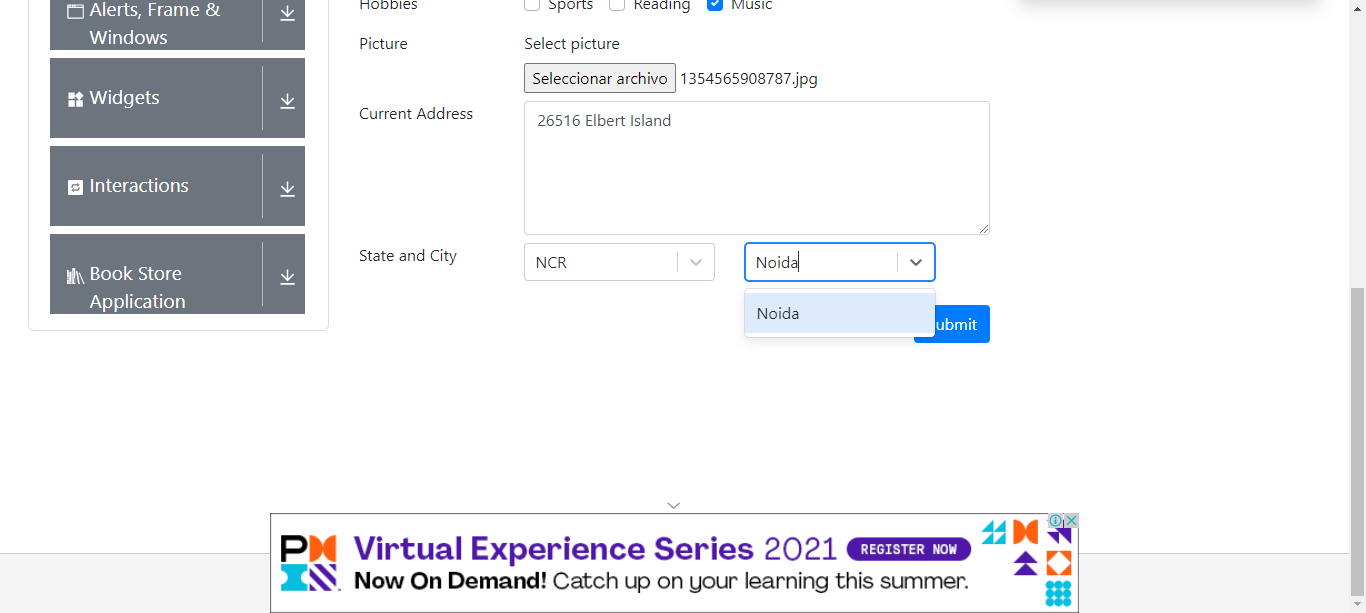 Alerts, Frame &
Windows
Widgets
Interactions
Book Store
Application
Hobbies
Sports Reading Music
Picture
Select picture
Seleccionar archivo 1354565908787.jpg
Current Address
26516 Elbert Island
State and City
NCR
Noida
Noida
ubmit
PMI
Virtual Experience Series 2021 REGISTER NOW
Now On Demand! Catch up on your learning this summer.